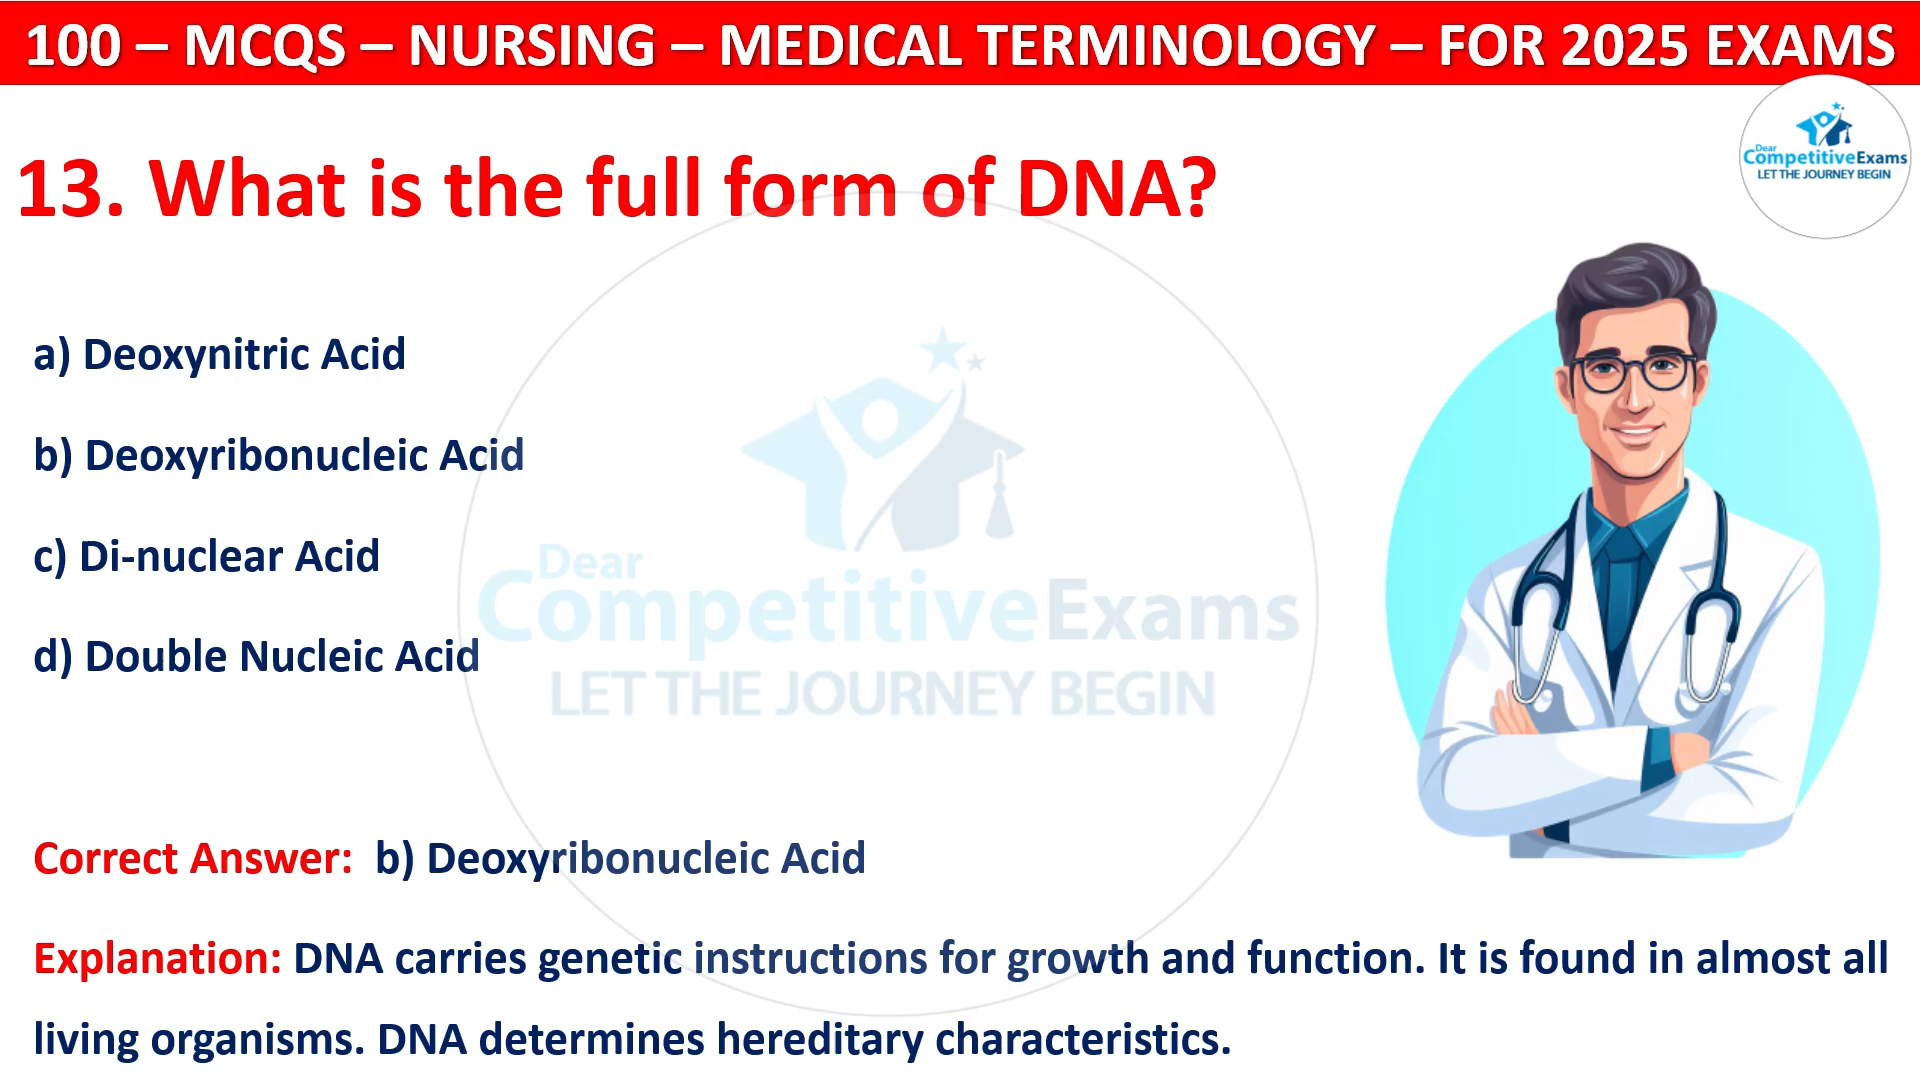 100 – MCQS – NURSING – MEDICAL TERMINOLOGY – FOR 2025 EXAMS
Dear
CompetitiveExams
LET THE JOURNEY BEGIN
13. What is the full form of DNA?
a) Deoxynitric Acid
b) Deoxyribonucleic Acid
c) Di-nuclear Acid
d) Double Nucleic Acid
Dear
CompetitiveExams
LET THE JOURNEY BEGIN
Correct Answer: b) Deoxyribonucleic Acid
Explanation: DNA carries genetic instructions for growth and function. It is found in almost all
living organisms. DNA determines hereditary characteristics.